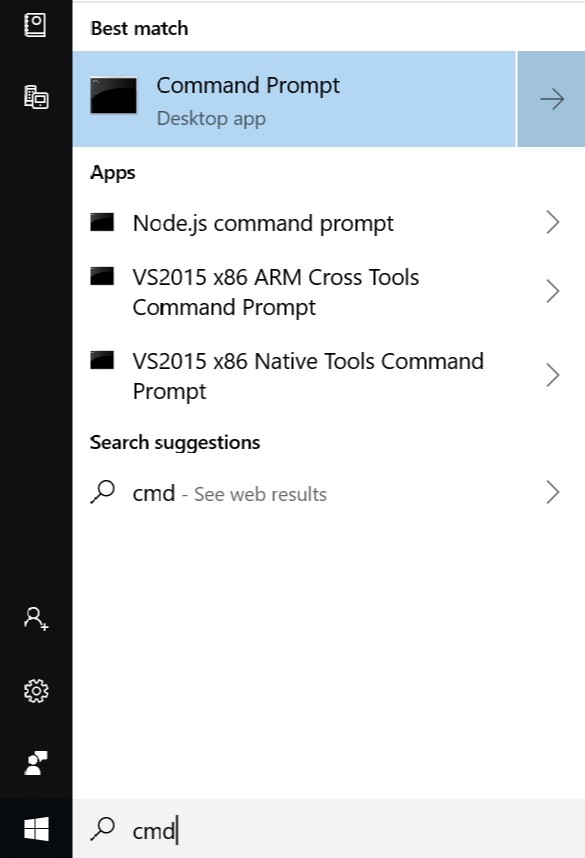 Best match
Command Prompt
Desktop app
Apps
Node.js command prompt
VS2015 x86 ARM Cross Tools
Command Prompt
VS2015 x86 Native Tools Command
Prompt
Search suggestions
cmd - See web results
cmd